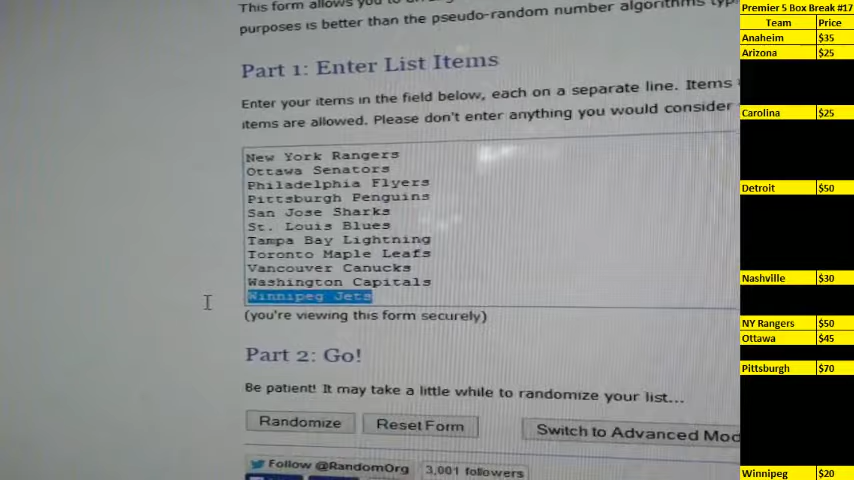 This form allows you to
purposes is better than the pseudo-random number algorithms
Part 1: Enter List Items
Enter your items in the field below, each on a separate line. Items
items are allowed. Please don't enter anything you would consider
New York Rangers
Ottawa Senators
Philadelphia Flyers
Pittsburgh Penguins
San Jose Sharks
St. Louis Blues
Tampa Bay Lightning
Toronto Maple Leafs
Vancouver Canucks
Washington Capitals
Winnipeg Jets
(you're viewing this form securely)
Part 2: Go!
Be patient! It may take a little while to randomize your list...
Randomize Reset Form Switch to Advanced Mod
Follow @RandomOrg 3,001 followers
Premier 5 Box Break #17
Team Price
Anaheim $35
Arizona $25
Carolina $25
Detroit $50
Nashville $30
NY Rangers $50
Ottawa $45
Pittsburgh $70
Winnipeg $20